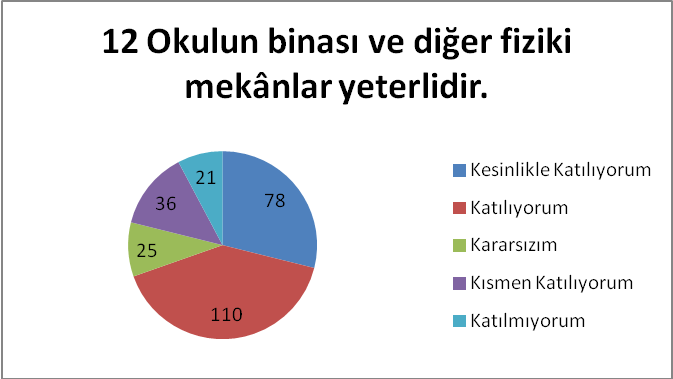 12 Okulun binası ve diğer fiziki
mekânlar yeterlidir.
21
78
36
25
110
Kesinlikle Katılıyorum
Katılıyorum
Kararsızım
Kısmen Katılıyorum
Katılmıyorum